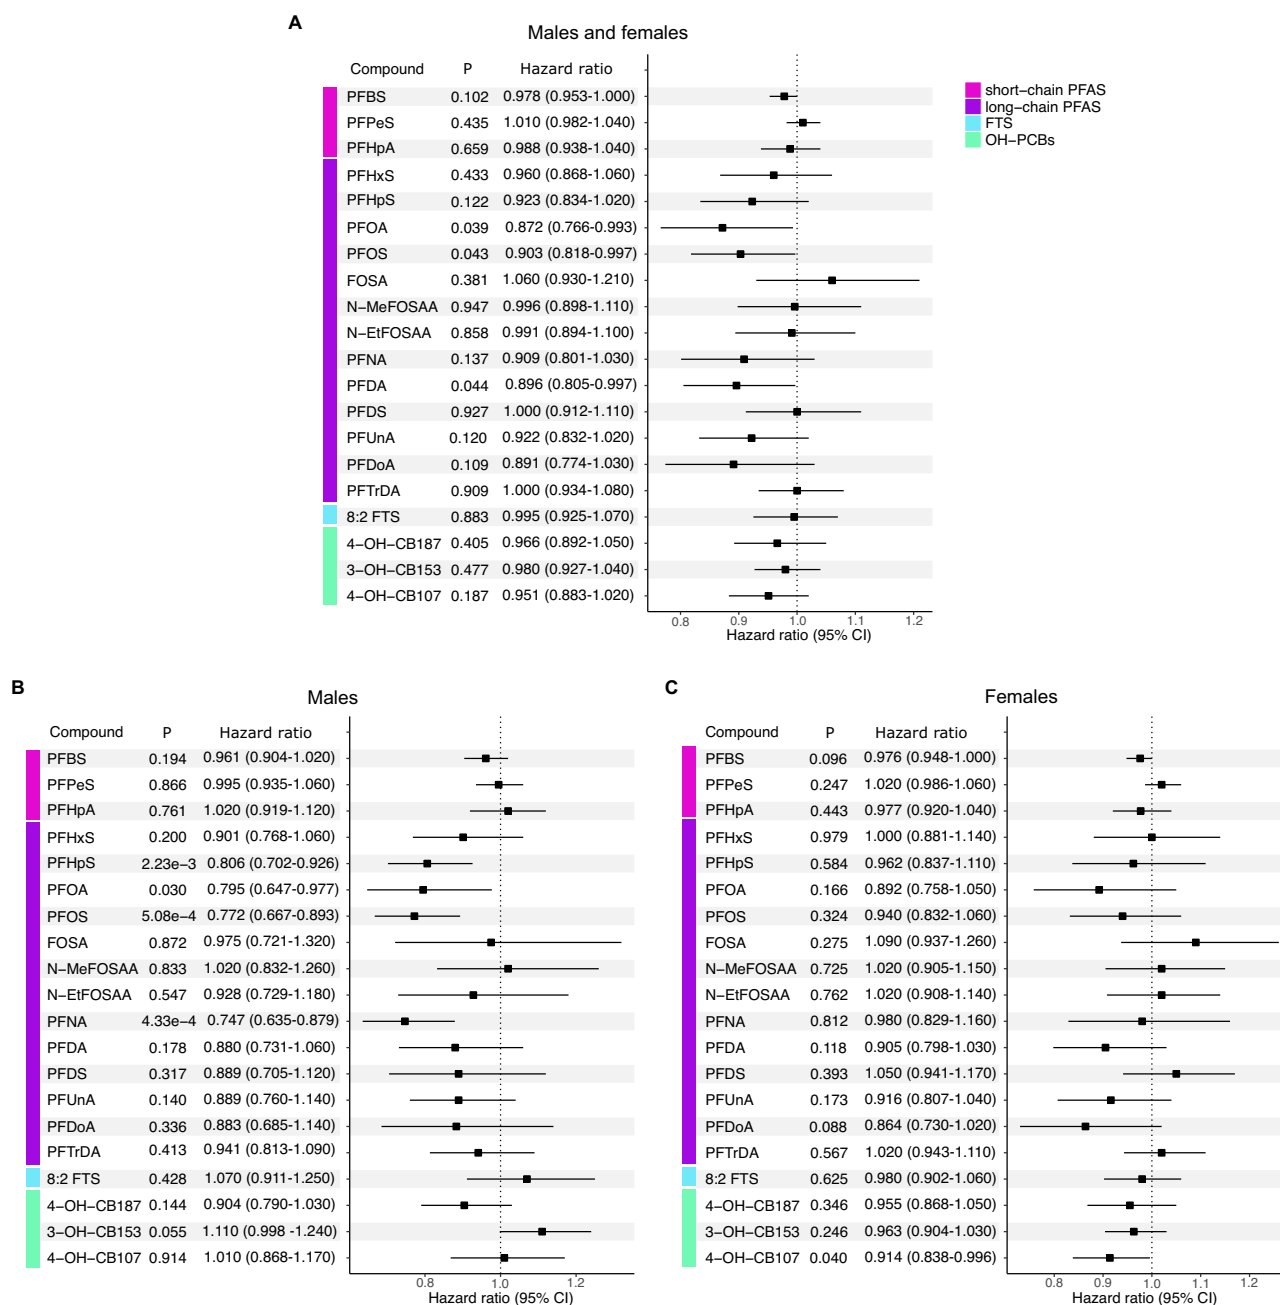 A
Males and females
Compound P Hazard ratio
PFBS 0.102 0.978 (0.953-1.000)
PFPeS 0.435 1.010 (0.982-1.040)
PFHpA 0.659 0.988 (0.938-1.040)
PFHxS 0.433 0.960 (0.868-1.060)
PFHpS 0.122 0.923 (0.834-1.020)
PFOA 0.039 0.872 (0.766-0.993)
PFOS 0.043 0.903 (0.818-0.997)
FOSA 0.381 1.060 (0.930-1.210)
N−MeFOSAA 0.947 0.996 (0.898-1.110)
N−EtFOSAA 0.858 0.991 (0.894-1.100)
PFNA 0.137 0.909 (0.801-1.030)
PFDA 0.044 0.896 (0.805-0.997)
PFDS 0.927 1.000 (0.912-1.110)
PFUnA 0.120 0.922 (0.832-1.020)
PFDoA 0.109 0.891 (0.774-1.030)
PFTrDA 0.909 1.000 (0.934-1.080)
8:2 FTS 0.883 0.995 (0.925-1.070)
4−OH−CB187 0.405 0.966 (0.892-1.050)
3−OH−CB153 0.477 0.980 (0.927-1.040)
4−OH−CB107 0.187 0.951 (0.883-1.020)
0.8 0.9 1.0 1.1 1.2
Hazard ratio (95% CI)
short−chain PFAS
long−chain PFAS
FTS
OH−PCBs
B
Males
Compound P Hazard ratio
PFBS 0.194 0.961 (0.904-1.020)
PFPeS 0.866 0.995 (0.935-1.060)
PFHpA 0.761 1.020 (0.919-1.120)
PFHxS 0.200 0.901 (0.768-1.060)
PFHpS 2.23e−3 0.806 (0.702-0.926)
PFOA 0.030 0.795 (0.647-0.977)
PFOS 5.08e−4 0.772 (0.667-0.893)
FOSA 0.872 0.975 (0.721-1.320)
N−MeFOSAA 0.833 1.020 (0.832-1.260)
N−EtFOSAA 0.547 0.928 (0.729-1.180)
PFNA 4.33e−4 0.747 (0.635-0.879)
PFDA 0.178 0.880 (0.731-1.060)
PFDS 0.317 0.889 (0.705-1.120)
PFUnA 0.140 0.889 (0.760-1.140)
PFDoA 0.336 0.883 (0.685-1.140)
PFTrDA 0.413 0.941 (0.813-1.090)
8:2 FTS 0.428 1.070 (0.911-1.250)
4−OH−CB187 0.144 0.904 (0.790-1.030)
3−OH−CB153 0.055 1.110 (0.998 -1.240)
4−OH−CB107 0.914 1.010 (0.868-1.170)
0.8 1.0 1.2
Hazard ratio (95% CI)
C
Females
Compound P Hazard ratio
PFBS 0.096 0.976 (0.948-1.000)
PFPeS 0.247 1.020 (0.986-1.060)
PFHpA 0.443 0.977 (0.920-1.040)
PFHxS 0.979 1.000 (0.881-1.140)
PFHpS 0.584 0.962 (0.837-1.110)
PFOA 0.166 0.892 (0.758-1.050)
PFOS 0.324 0.940 (0.832-1.060)
FOSA 0.275 1.090 (0.937-1.260)
N−MeFOSAA 0.725 1.020 (0.905-1.150)
N−EtFOSAA 0.762 1.020 (0.908-1.140)
PFNA 0.812 0.980 (0.829-1.160)
PFDA 0.118 0.905 (0.798-1.030)
PFDS 0.393 1.050 (0.941-1.170)
PFUnA 0.173 0.916 (0.807-1.040)
PFDoA 0.088 0.864 (0.730-1.020)
PFTrDA 0.567 1.020 (0.943-1.110)
8:2 FTS 0.625 0.980 (0.902-1.060)
4−OH−CB187 0.346 0.955 (0.868-1.050)
3−OH−CB153 0.246 0.963 (0.904-1.030)
4−OH−CB107 0.040 0.914 (0.838-0.996)
0.8 0.9 1.0 1.1 1.2
Hazard ratio (95% CI)